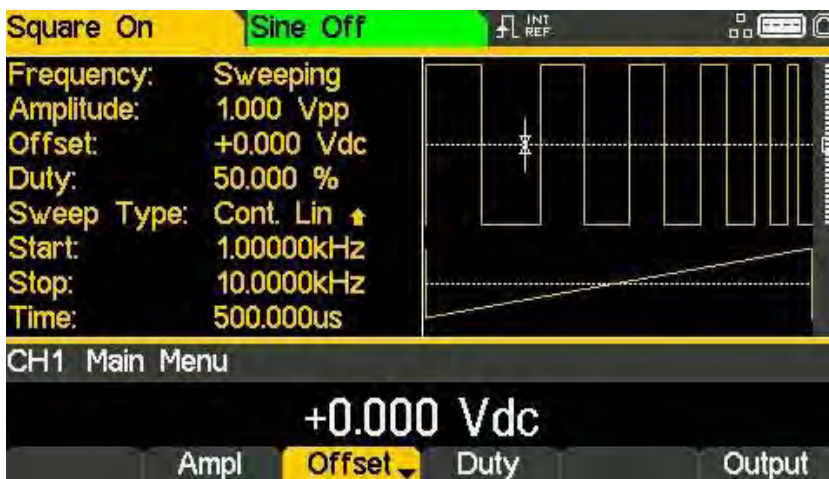 Square On
Sine Off
INT
REF
Frequency: Sweeping
Amplitude: 1.000 Vpp
Offset: +0.000 Vdc
Duty: 50.000 %
Sweep Type: Cont. Lin
Start: 1.00000kHz
Stop: 10.0000kHz
Time: 500.000us
CH1 Main Menu
+0.000 Vdc
Ampl Offset Duty Output